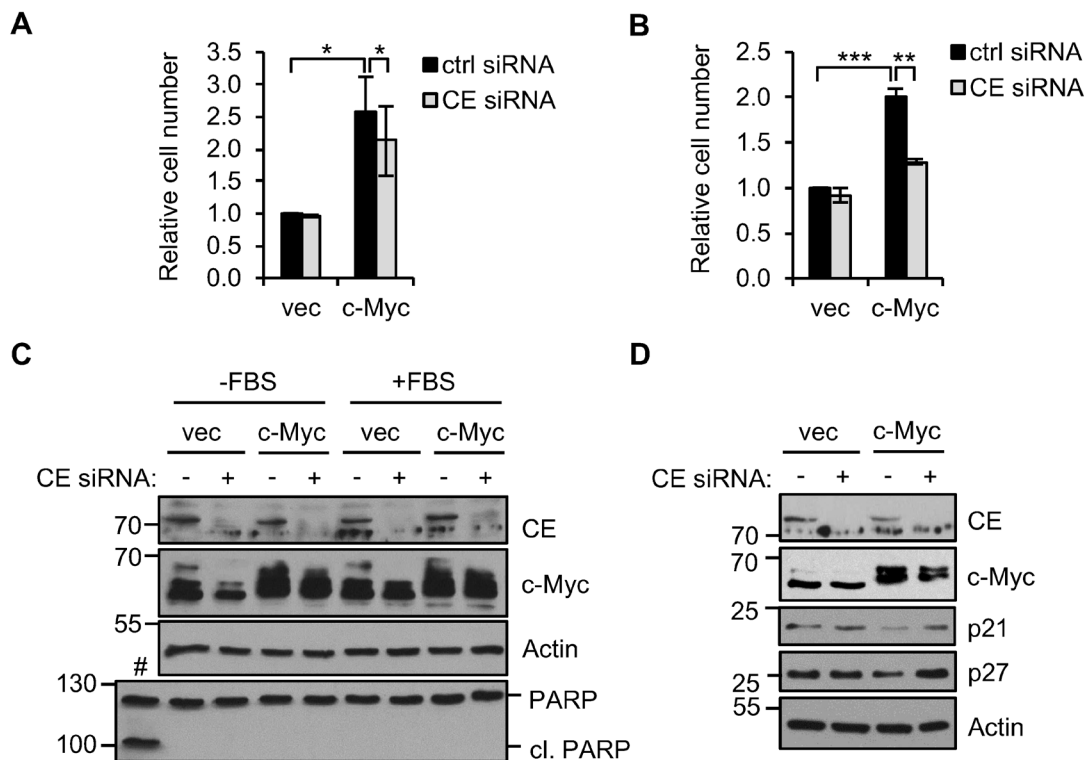 A
Relative cell number
3.5
3.0
2.5
2.0
1.5
1.0
0.5
0.0
* *
vec c-Myc
ctrl siRNA
CE siRNA
B
Relative cell number
2.5
2.0
1.5
1.0
0.5
0.0
*** **
vec c-Myc
ctrl siRNA
CE siRNA
C
-FBS +FBS
vec c-Myc vec c-Myc
CE siRNA: - + - + - + - +
70 CE
70
c-Myc
55
Actin
#
130 PARP
100 cl. PARP
D
vec c-Myc
CE siRNA: - + - +
CE
70
70
c-Myc
25
p21
p27
25
55
Actin